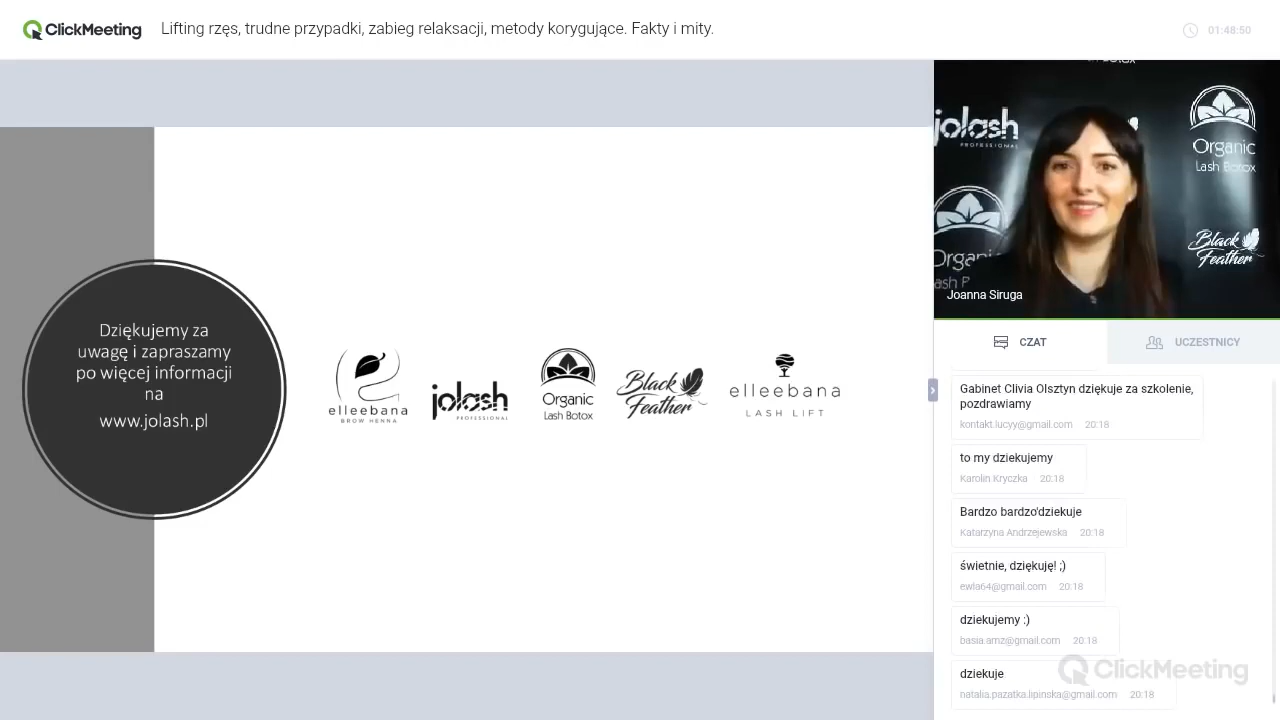 ClickMeeting
Lifting rzęs, trudne przypadki, zabieg relaksacji, metody korygujące. Fakty i mity.
01:48:50
Dziękujemy za
uwagę i zapraszamy
po więcej informacji
na
www.jolash.pl
elleebana
BROW HENNA
jolash
PROFESSIONAL
Organic
Lash Botox
Black
Feather
elleebana
LASH LIFT
jolash
PROFESSIONAL
Organic
Lash Botox
Organic
Lash
Black
Feather
Joanna Siruga
CZAT
UCZESTNICY
Gabinet Clivia Olsztyn dziękuje za szkolenie,
pozdrawiamy
kontakt.lucyy@gmail.com 20:18
to my dziekujemy
Karolin Kryczka 20:18
Bardzo bardzo'dziekuje
Katarzyna Andrzejewska 20:18
świetnie, dziękuję! ;)
ewia64@gmail.com 20:18
dziekujemy :)
basia.amz@gmail.com 20:18
dziekuje
natalia.pazatka.lipinska@gmail.com 20:18
ClickMeeting